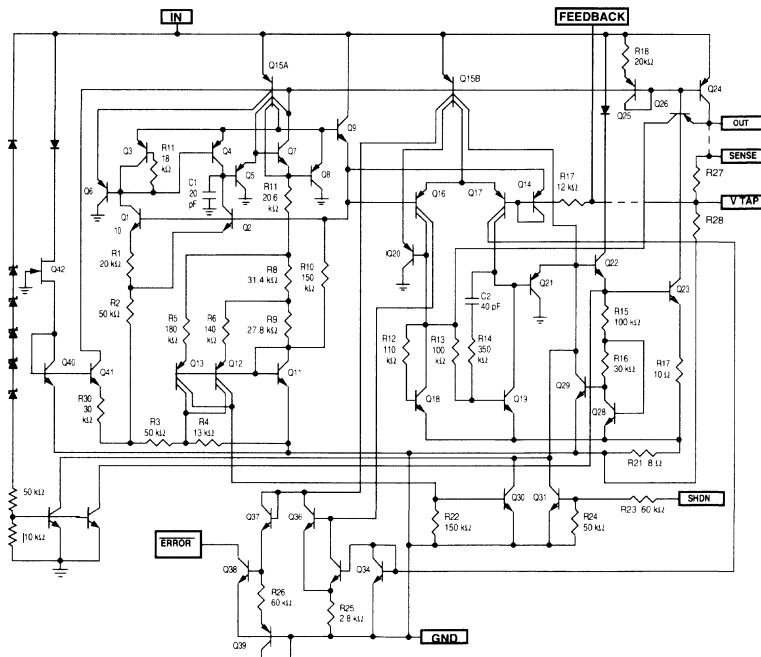 IN
FEEDBACK
R18
20kΩ
Q15A
Q15B
Q24
Q25
Q26
OUT
Q3
R11
18
kΩ
Q4
Q9
Q7
Q5
Q8
Q6
C1
20
pF
R11
20.6
kΩ
Q16
Q17
Q14
R17
12 kΩ
SENSE
R27
V TAP
R28
Q1
10
Q2
R1
20 kΩ
R8
31.4 kΩ
R10
150
kΩ
IQ20
Q21
Q22
Q23
Q42
R2
50 kΩ
R5
180
kΩ
R6
140
kΩ
R9
27.8 kΩ
C2
40 pF
R15
100 kΩ
R12
110
kΩ
R13
100
kΩ
R14
350
kΩ
R16
30 kΩ
R17
10 Ω
Q40
Q41
Q13
Q12
Q11
Q18
Q19
Q29
Q28
R30
30
kΩ
R3
50 kΩ
R4
13 kΩ
R21 8 Ω
50 kΩ
10 kΩ
R22
150 kΩ
Q30
Q31
R24
50 kΩ
R23 60 kΩ
SHDN
Q37
Q36
ERROR
Q38
Q34
R26
60 kΩ
R25
2.8 kΩ
Q39
GND